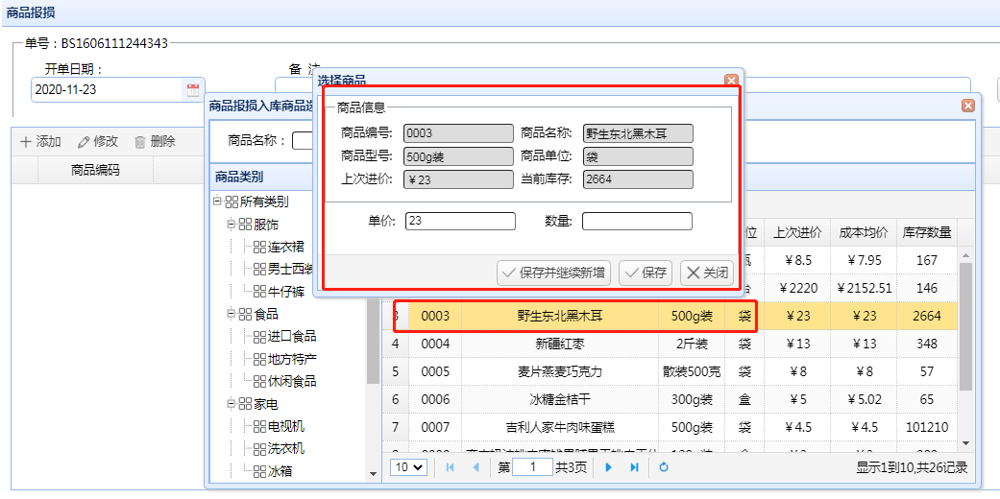 商品报损
单号：BS1606111244343
开单日期：
备 注
2020-11-23
添加 修改 删除
商品编码
商品报损入库商品选
商品名称：
商品类别
所有类别
服饰
连衣裙
男士西装
牛仔裤
食品
进口食品
地方特产
休闲食品
家电
电视机
洗衣机
冰箱
选择商品
商品信息
商品编号: 0003 商品名称: 野生东北黑木耳
商品型号: 500g装 商品单位: 袋
上次进价: ￥23 当前库存: 2664
单价: 23 数量:
保存并继续新增 保存 关闭
位 上次进价 成本均价 库存数量
￥8.5 ￥7.95 167
￥2220 ￥2152.51 146
3 0003 野生东北黑木耳 500g装 袋 ￥23 ￥23 2664
4 0004 新疆红枣 2斤装 袋 ￥13 ￥13 348
5 0005 麦片燕麦巧克力 散装500克 袋 ￥8 ￥8 57
6 0006 冰糖金桔干 300g装 盒 ￥5 ￥5.02 65
7 0007 吉利人家牛肉味蛋糕 500g装 袋 ￥4.5 ￥4.5 101210
10 第 1 共3页 显示1到10,共26记录